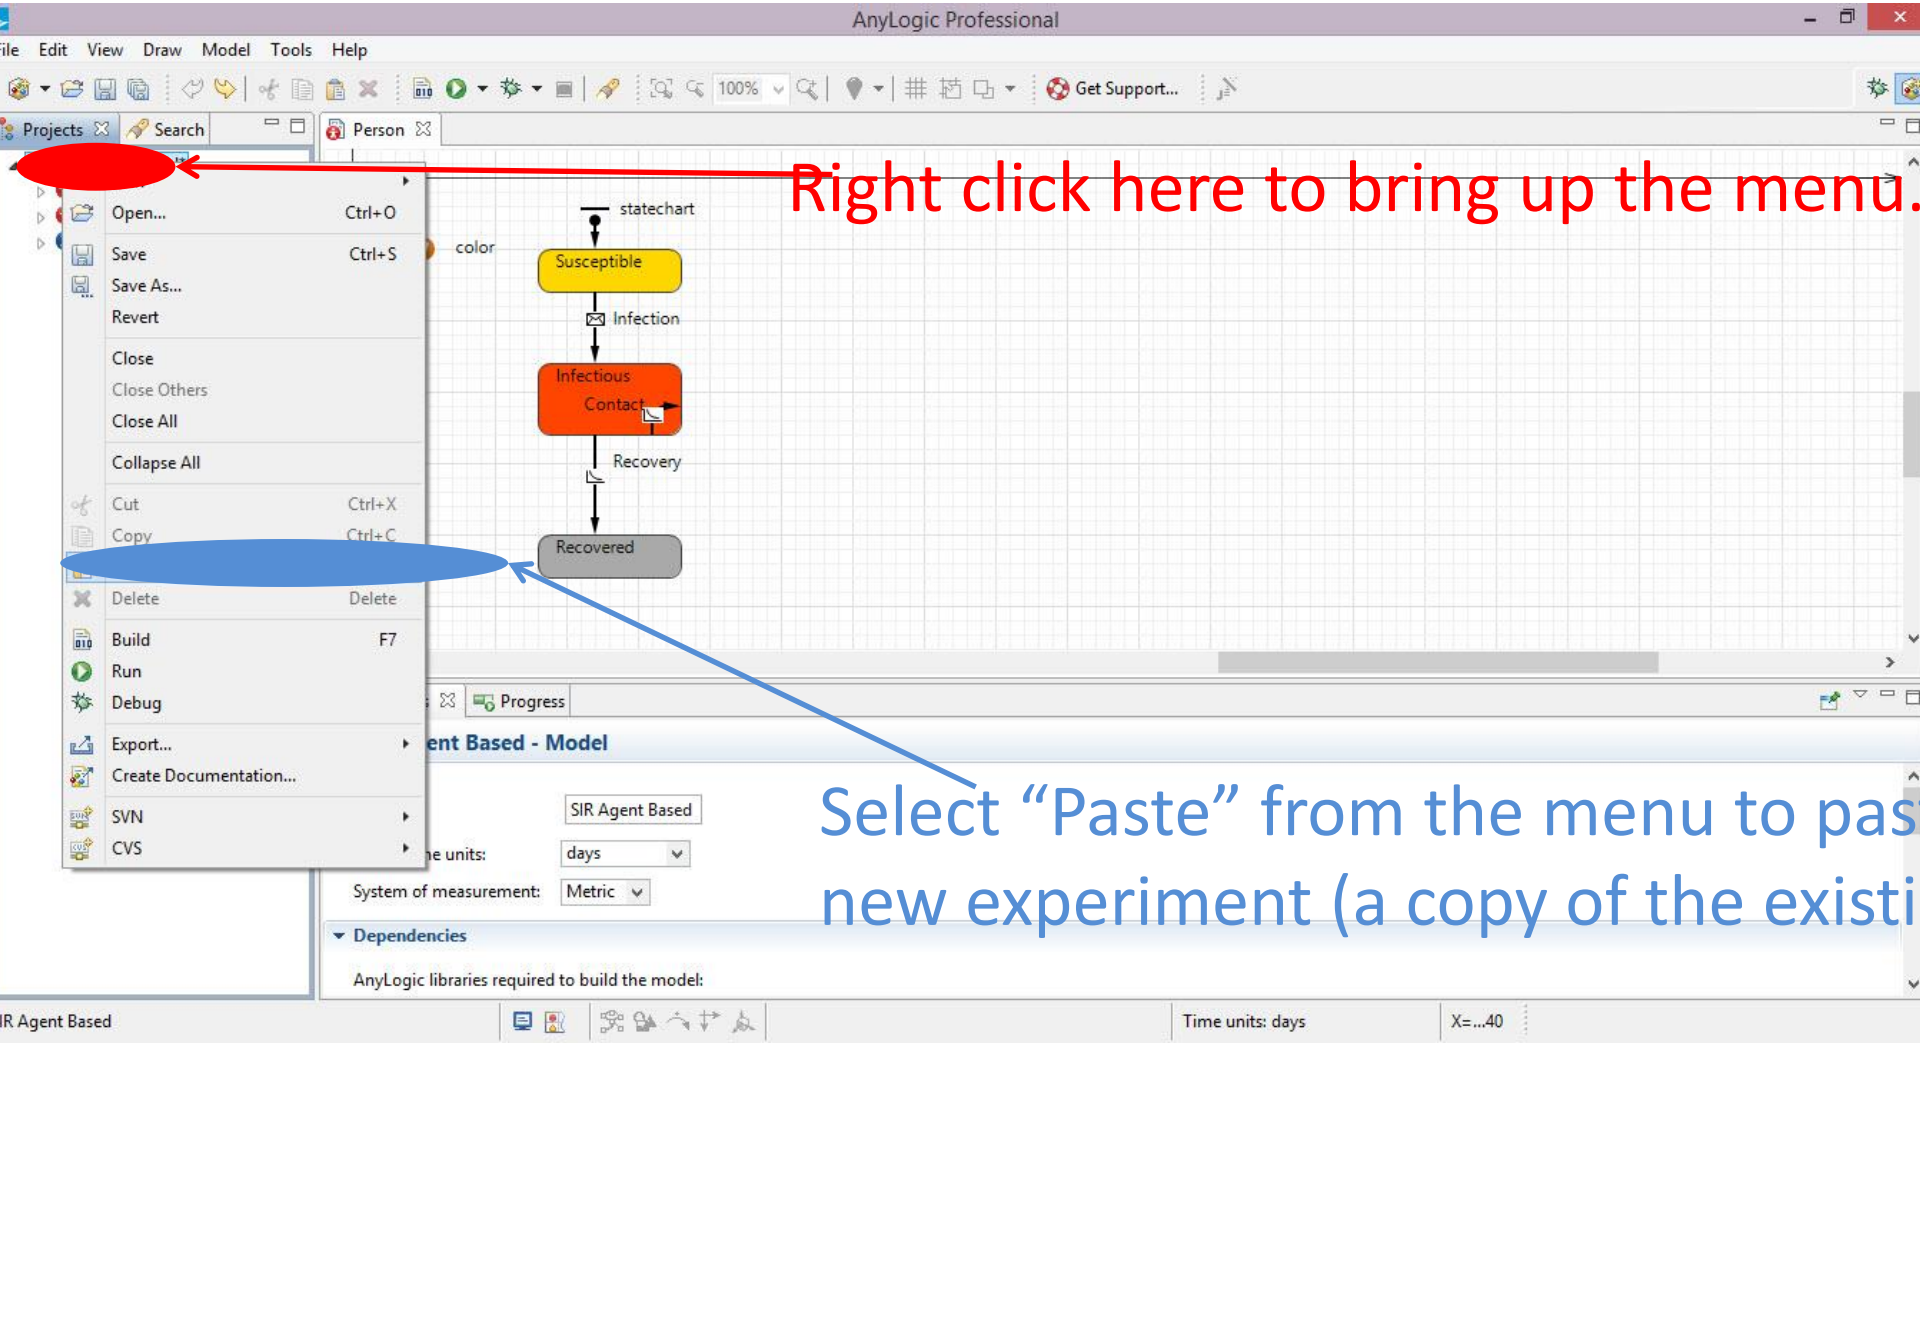 AnyLogic Professional
File Edit View Draw Model Tools Help
100% Get Support...
Projects Search Person
Right click here to bring up the menu.
Open... Ctrl+O
Save Ctrl+S
Save As...
Revert
Close
Close Others
Close All
Collapse All
Cut Ctrl+X
Copy Ctrl+C
Delete Delete
Build F7
Run
Debug
Export...
Create Documentation...
SVN
CVS
statechart
color
Susceptible
Infection
Infectious
Contact
Recovery
Recovered
Progress
ent Based - Model
SIR Agent Based
ne units: days
System of measurement: Metric
Dependencies
AnyLogic libraries required to build the model:
Select “Paste” from the menu to pas
new experiment (a copy of the existi
IR Agent Based
Time units: days
X=...40